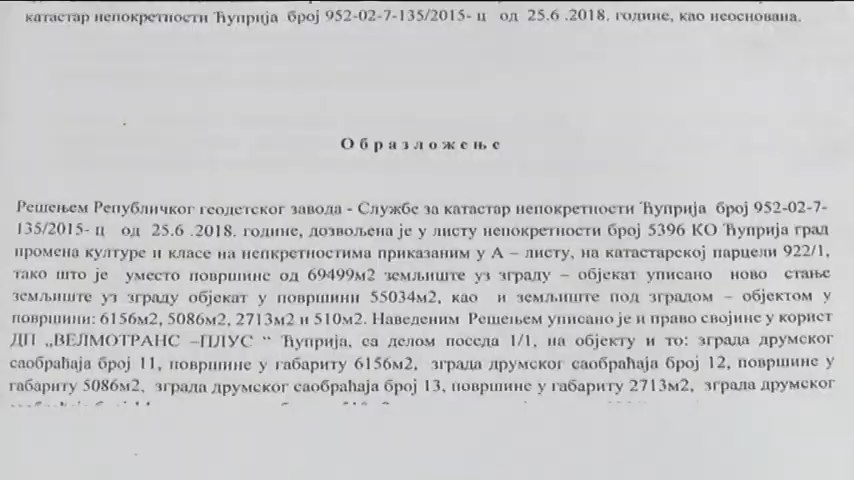 катастар непокретности Ћуприја број 952-02-7-135/2015- ц од 25.6 .2018. године, као неоснована.
О б р а з л о ж е њ е
Решењем Републичког геодетског завода - Службе за катастар непокретности Ћуприја број 952-02-7-
135/2015- ц од 25.6 .2018. године, дозвољена је у листу непокретности број 5396 КО Ћуприја град
промена културе и класе на непкретностима приказаним у А – листу, на катастарској парцели 922/1,
тако што је уместо површине од 69499м2 земљиште уз зграду – објекат уписано ново стање
земљиште уз зграду објекат у површини 55034м2, као и земљиште под зградом – објектом у
површини: 6156м2, 5086м2, 2713м2 и 510м2. Наведеним Решењем уписано је и право својине у корист
ДП „ВЕЛМОТРАНС –ПЛУС “ Ћуприја, са делом поседа 1/1, на објекту и то: зграда друмског
саобраћаја број 11, површине у габариту 6156м2, зграда друмског саобраћаја број 12, површине у
габариту 5086м2, зграда друмског саобраћаја број 13, површине у габариту 2713м2, зграда друмског